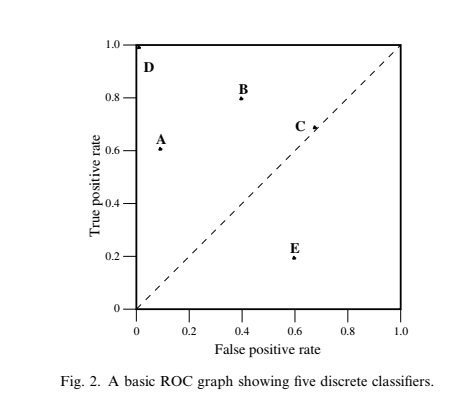 1.0
D
0.8
B
C
A
0.6
True positive rate
0.4
E
0.2
0
0 0.2 0.4 0.6 0.8 1.0
False positive rate
Fig. 2. A basic ROC graph showing five discrete classifiers.